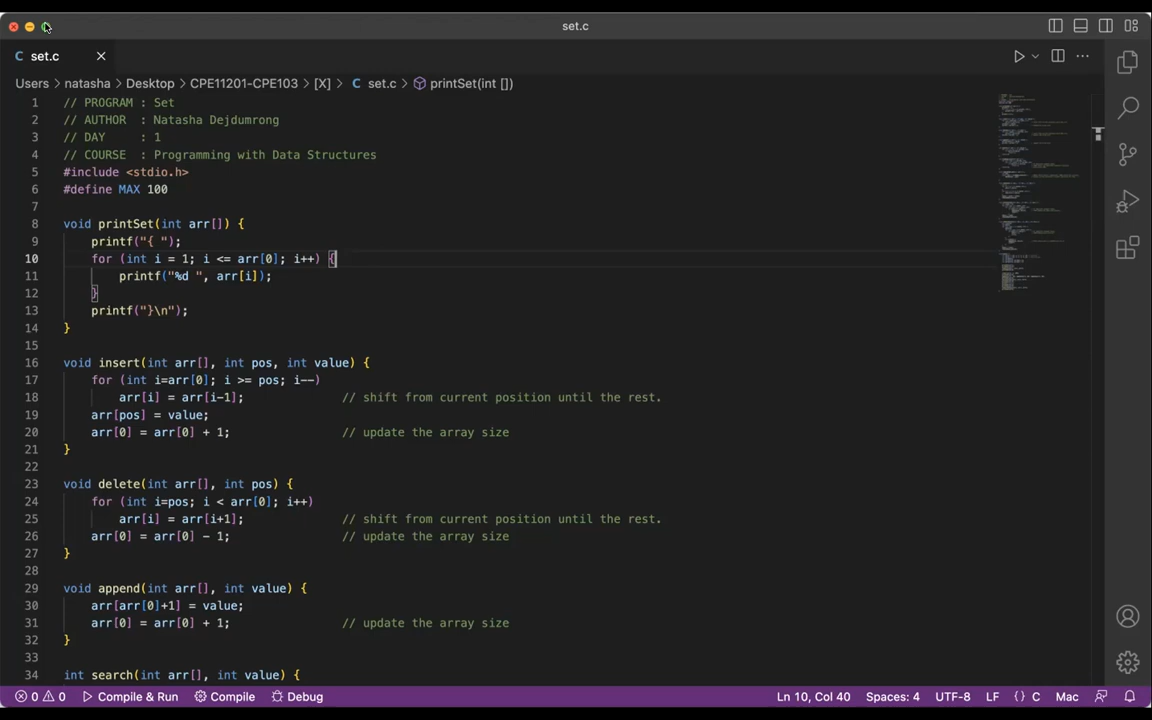 set.c
C set.c
Users > natasha > Desktop > CPE11201-CPE103 > [X] > C set.c > printSet(int [])
1 // PROGRAM : Set
2 // AUTHOR  : Natasha Dejdumrong
3 // DAY     : 1
4 // COURSE  : Programming with Data Structures
5 #include <stdio.h>
6 #define MAX 100
7
8 void printSet(int arr[]) {
9     printf("{ ");
10     for (int i = 1; i <= arr[0]; i++) {
11         printf("%d ", arr[i]);
12     }
13     printf("}\n");
14 }
15
16 void insert(int arr[], int pos, int value) {
17     for (int i=arr[0]; i >= pos; i--)
18         arr[i] = arr[i-1];              // shift from current position until the rest.
19     arr[pos] = value;
20     arr[0] = arr[0] + 1;                // update the array size
21 }
22
23 void delete(int arr[], int pos) {
24     for (int i=pos; i < arr[0]; i++)
25         arr[i] = arr[i+1];              // shift from current position until the rest.
26     arr[0] = arr[0] - 1;                // update the array size
27 }
28
29 void append(int arr[], int value) {
30     arr[arr[0]+1] = value;
31     arr[0] = arr[0] + 1;                // update the array size
32 }
33
34 int search(int arr[], int value) {
0 0 Compile & Run Compile Debug Ln 10, Col 40 Spaces: 4 UTF-8 LF {} C Mac